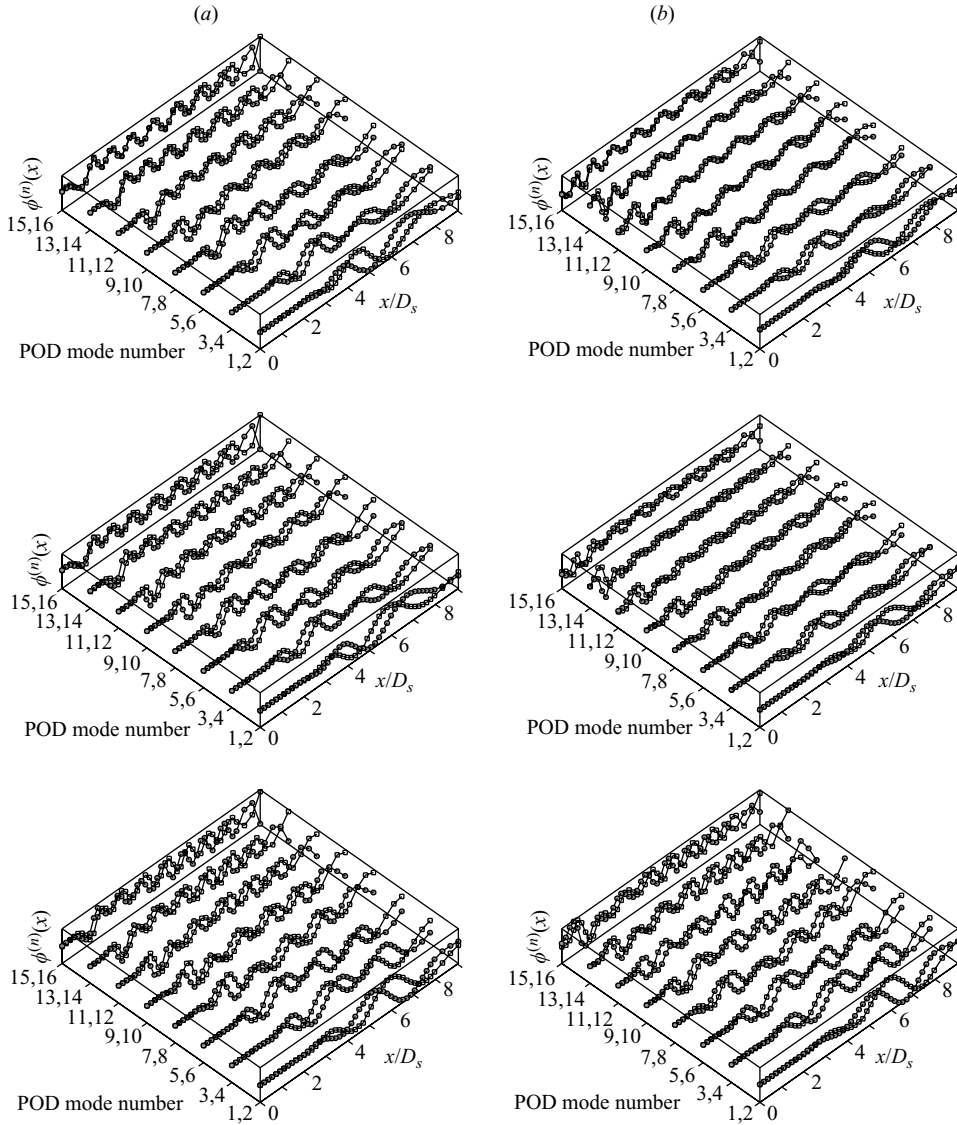 (a) (b)
ϕ(n)(x) ϕ(n)(x)
15,16 15,16
13,14 13,14
11,12 11,12
9,10 9,10
7,8 7,8
5,6 5,6
3,4 3,4
1,2 1,2
POD mode number POD mode number
0 2 4 6 8 0 2 4 6 8
x/Ds x/Ds
ϕ(n)(x) ϕ(n)(x)
15,16 15,16
13,14 13,14
11,12 11,12
9,10 9,10
7,8 7,8
5,6 5,6
3,4 3,4
1,2 1,2
POD mode number POD mode number
0 2 4 6 8 0 2 4 6 8
x/Ds x/Ds
ϕ(n)(x) ϕ(n)(x)
15,16 15,16
13,14 13,14
11,12 11,12
9,10 9,10
7,8 7,8
5,6 5,6
3,4 3,4
1,2 1,2
POD mode number POD mode number
0 2 4 6 8 0 2 4 6 8
x/Ds x/Ds